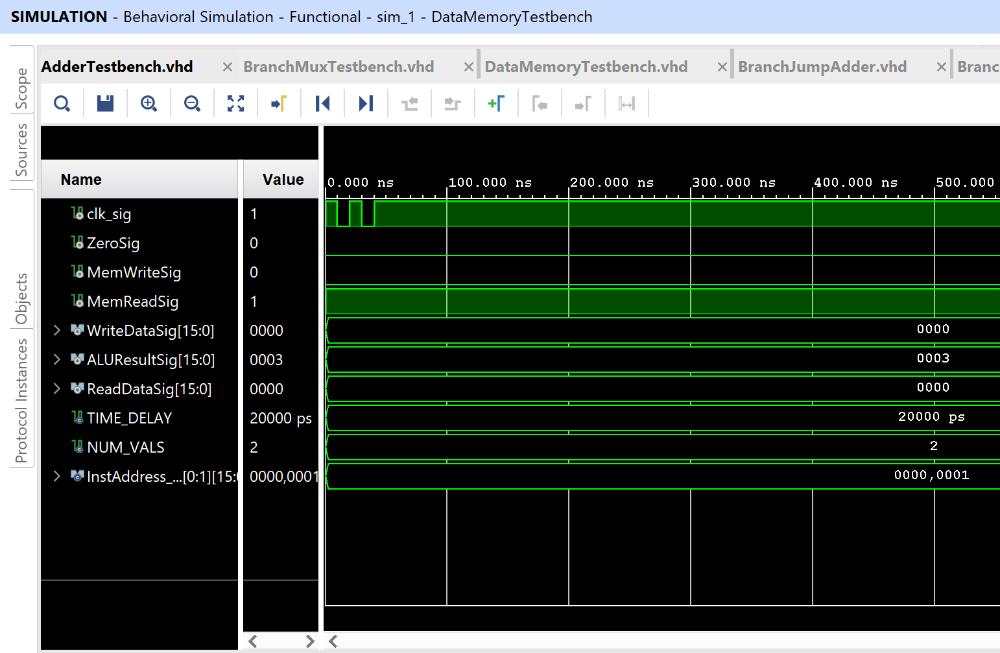 SIMULATION - Behavioral Simulation - Functional - sim_1 - DataMemoryTestbench
AdderTestbench.vhd × BranchMuxTestbench.vhd × DataMemoryTestbench.vhd × BranchJumpAdder.vhd × Branc
Scope
Sources
Objects
Protocol Instances
Name Value
0.000 ns 100.000 ns 200.000 ns 300.000 ns 400.000 ns 500.000
clk_sig 1
ZeroSig 0
MemWriteSig 0
MemReadSig 1
WriteDataSig[15:0] 0000 0000
ALUResultSig[15:0] 0003 0003
ReadDataSig[15:0] 0000 0000
TIME_DELAY 20000 ps 20000 ps
NUM_VALS 2 2
InstAddress_...[0:1][15:0 0000,0001 0000,0001